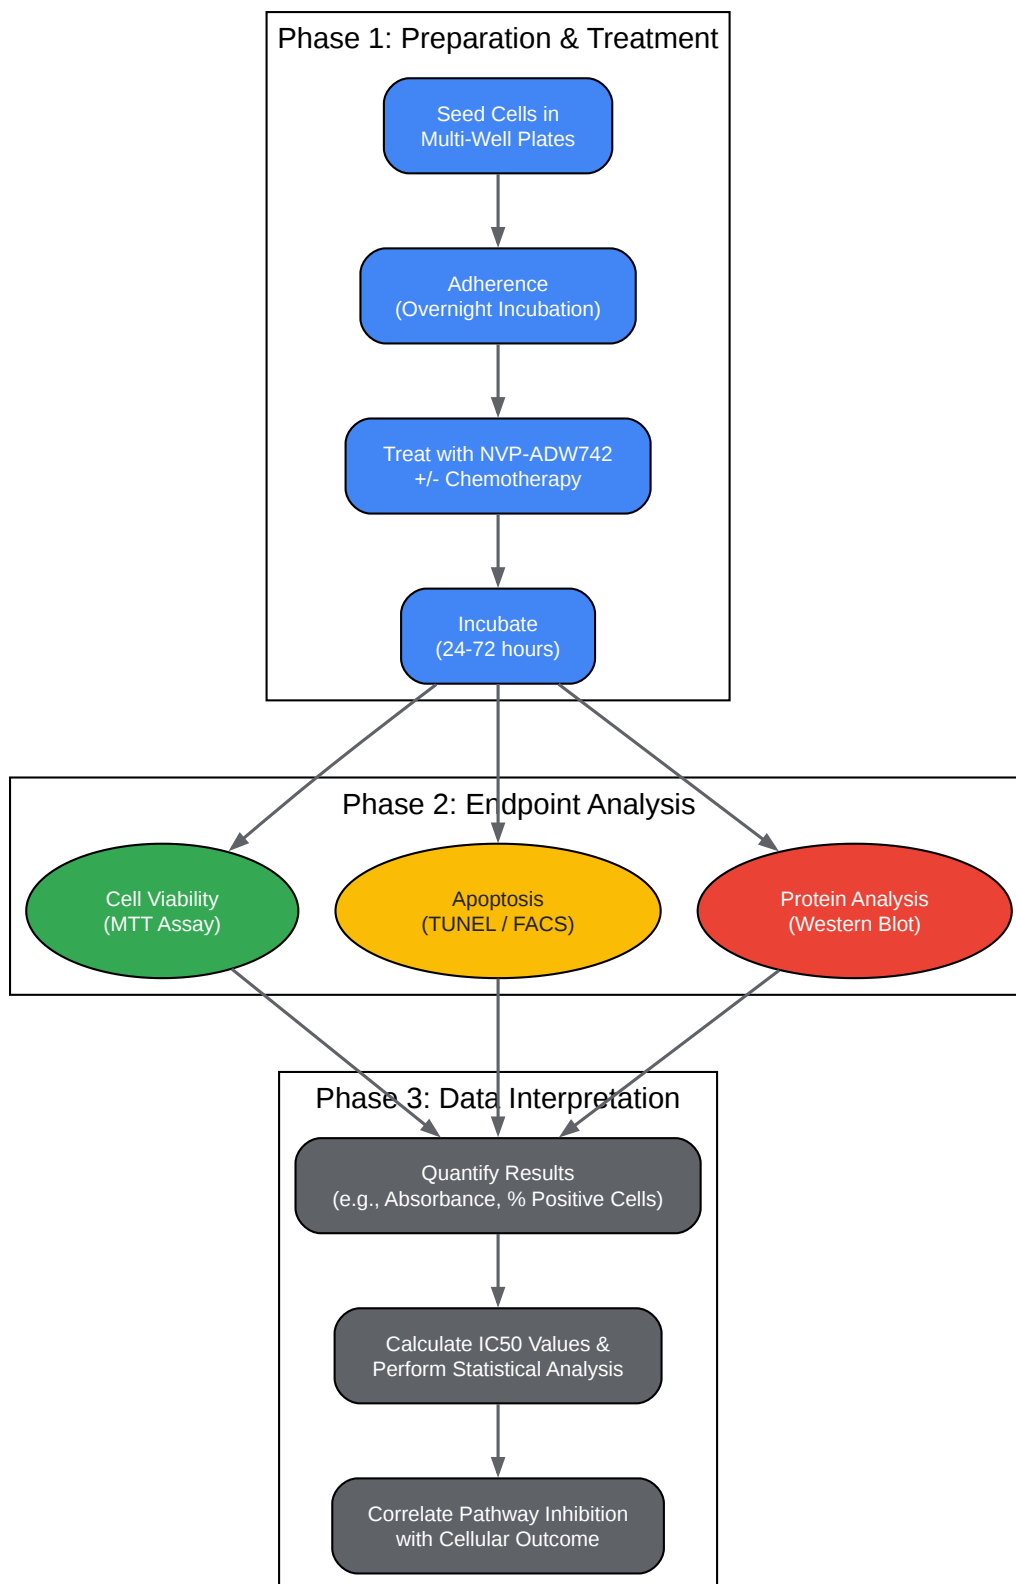 Phase 1: Preparation & Treatment
Seed Cells in
Multi-Well Plates
Adherence
(Overnight Incubation)
Treat with NVP-ADW742
+/- Chemotherapy
Incubate
(24-72 hours)
Phase 2: Endpoint Analysis
Cell Viability
(MTT Assay)
Apoptosis
(TUNEL / FACS)
Protein Analysis
(Western Blot)
Phase 3: Data Interpretation
Quantify Results
(e.g., Absorbance, % Positive Cells)
Calculate IC50 Values &
Perform Statistical Analysis
Correlate Pathway Inhibition
with Cellular Outcome